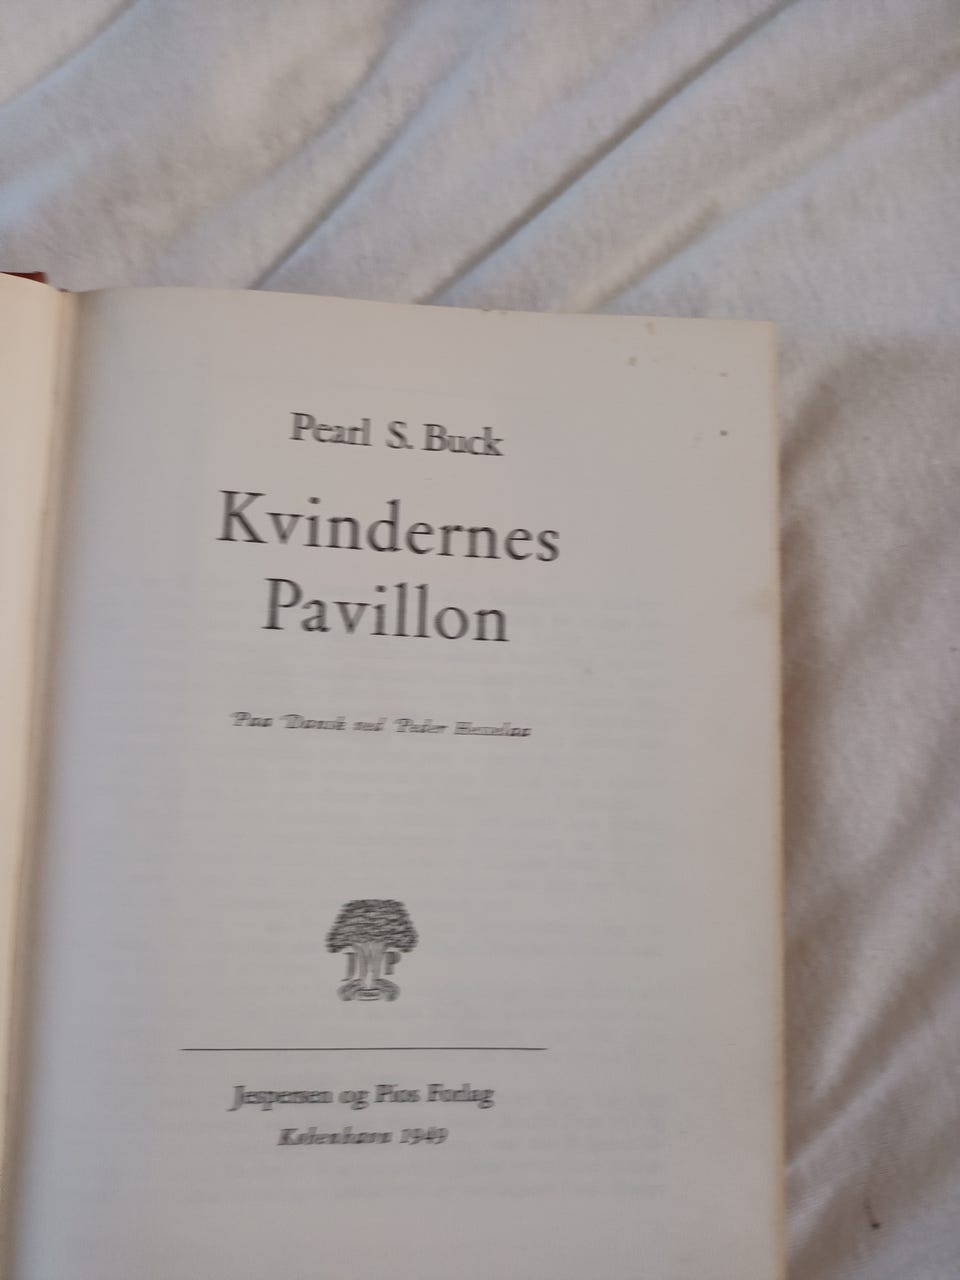 Pearl S. Buck
Kvindernes
Pavillon
Paa Dansk ved Peder Hesselaa
J P
Jespersen og Pios Forlag
København 1949